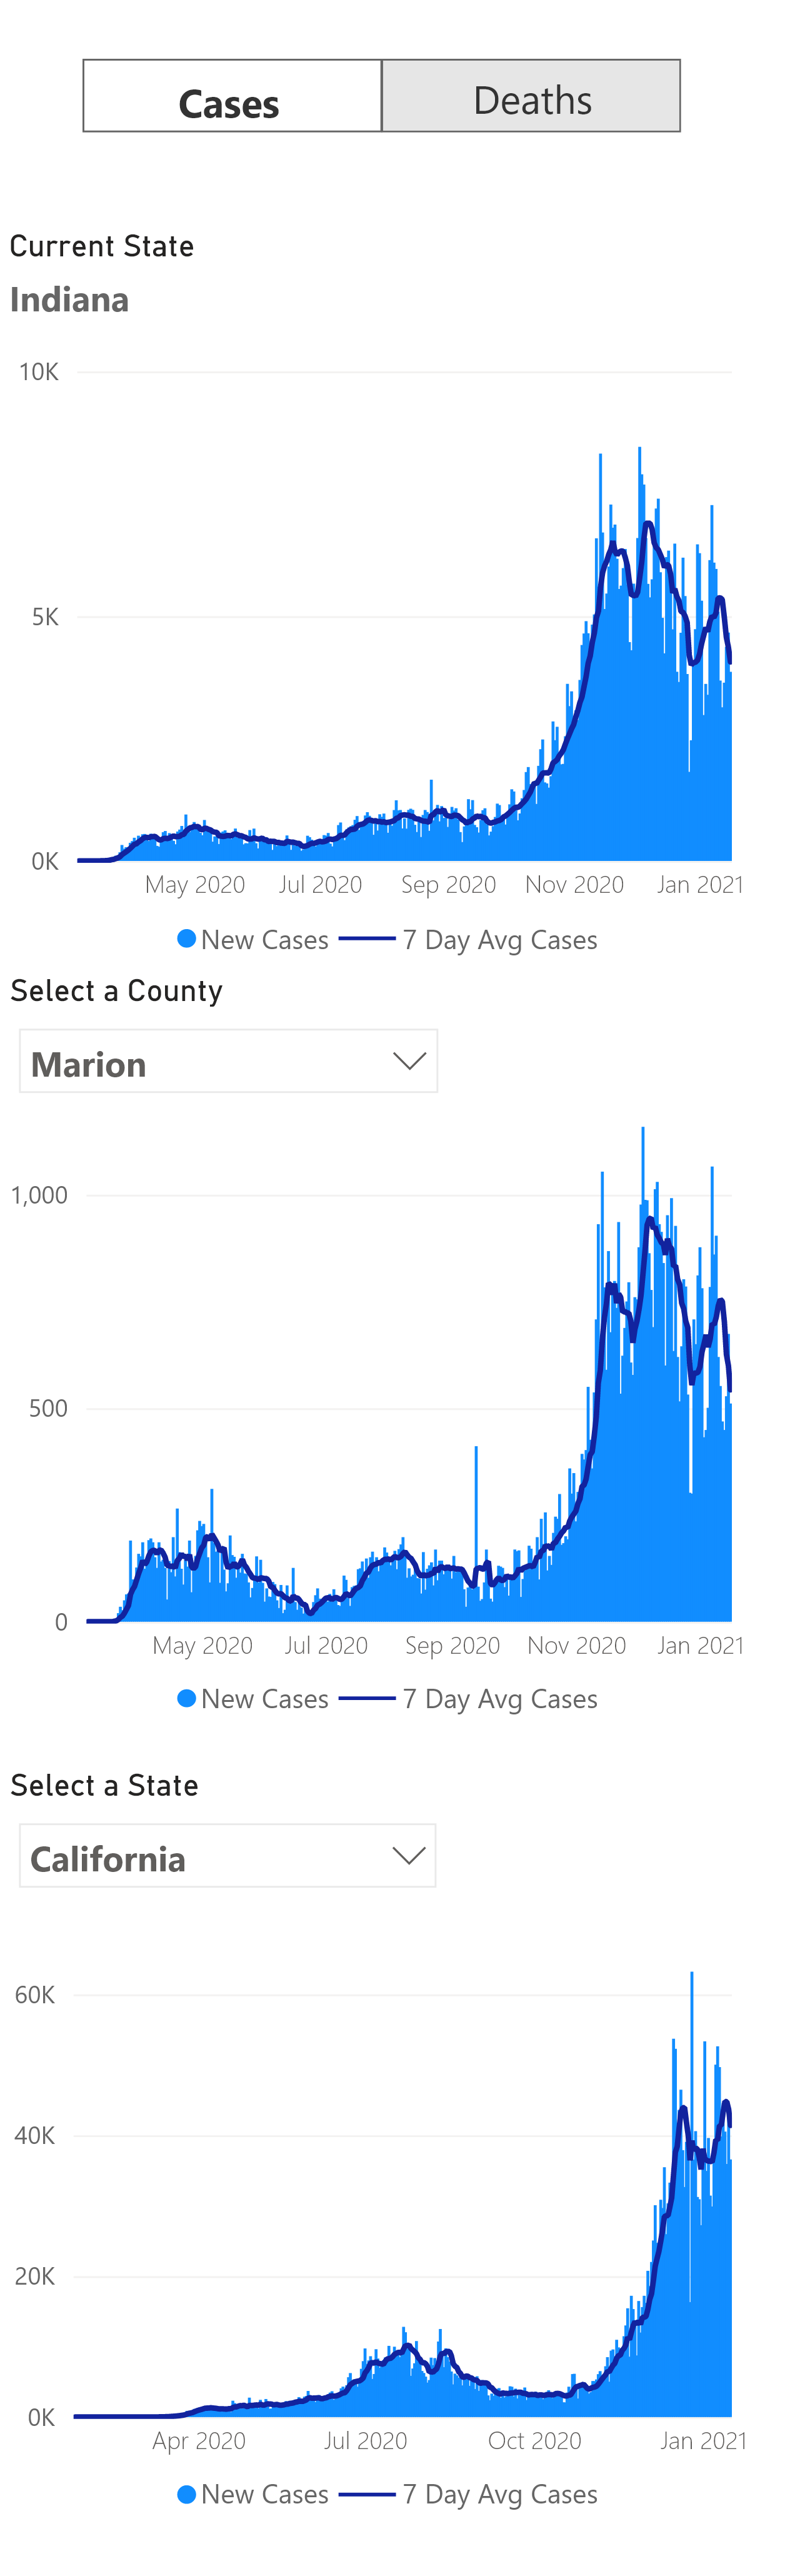 Cases Deaths
Current State
Indiana
10K
5K
0K
May 2020 Jul 2020 Sep 2020 Nov 2020 Jan 2021
New Cases 7 Day Avg Cases
Select a County
Marion
1,000
500
0
May 2020 Jul 2020 Sep 2020 Nov 2020 Jan 2021
New Cases 7 Day Avg Cases
Select a State
California
60K
40K
20K
0K
Apr 2020 Jul 2020 Oct 2020 Jan 2021
New Cases 7 Day Avg Cases